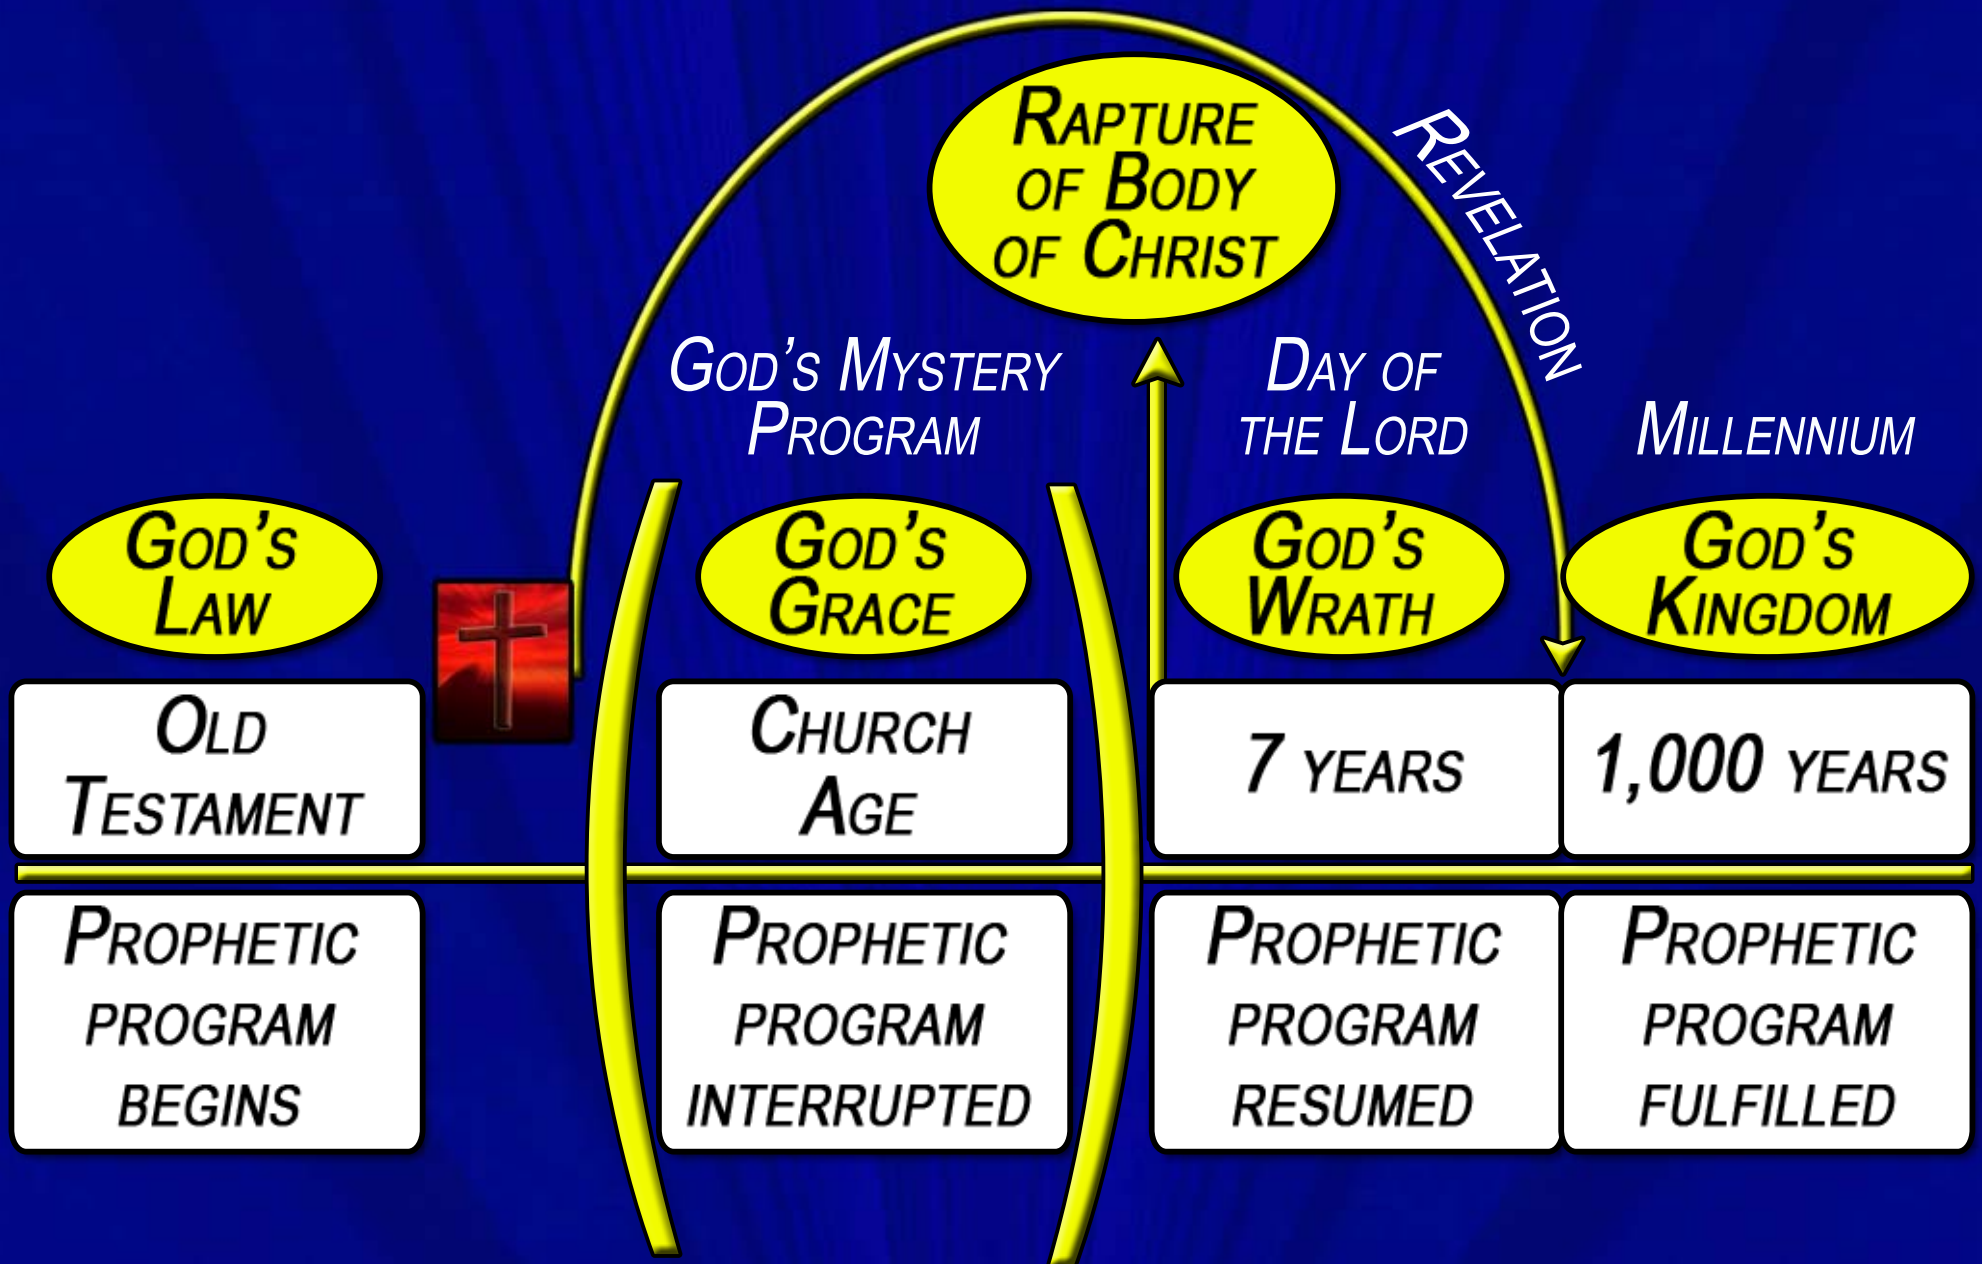 Rapture
of Body
of Christ
Revelation
God's Mystery
Program
Day of
the Lord
Millennium
God's
Law
God's
Grace
God's
Wrath
God's
Kingdom
Old
Testament
Church
Age
7 years
1,000 years
Prophetic
program
begins
Prophetic
program
interrupted
Prophetic
program
resumed
Prophetic
program
fulfilled